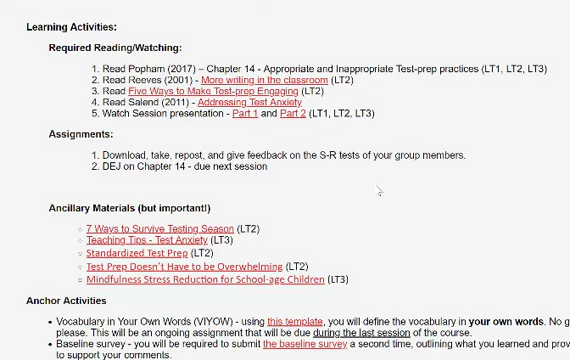 Learning Activities:
Required Reading/Watching:
1. Read Popham (2017) – Chapter 14 - Appropriate and Inappropriate Test-prep practices (LT1, LT2, LT3)
2. Read Reeves (2001) - More writing in the classroom (LT2)
3. Read Five Ways to Make Test-prep Engaging (LT2)
4. Read Salend (2011) - Addressing Test Anxiety
5. Watch Session presentation - Part 1 and Part 2 (LT1, LT2, LT3)
Assignments:
1. Download, take, repost, and give feedback on the S-R tests of your group members.
2. DEJ on Chapter 14 - due next session
Ancillary Materials (but important!)
7 Ways to Survive Testing Season (LT2)
Teaching Tips - Test Anxiety (LT3)
Standardized Test Prep (LT2)
Test Prep Doesn't Have to be Overwhelming (LT2)
Mindfulness Stress Reduction for School-age Children (LT3)
Anchor Activities
• Vocabulary in Your Own Words (VIYOW) - using this template, you will define the vocabulary in your own words. No
please. This will be an ongoing assignment that will be due during the last session of the course.
• Baseline survey - you will be required to submit the baseline survey a second time, outlining what you learned and
to support your comments.